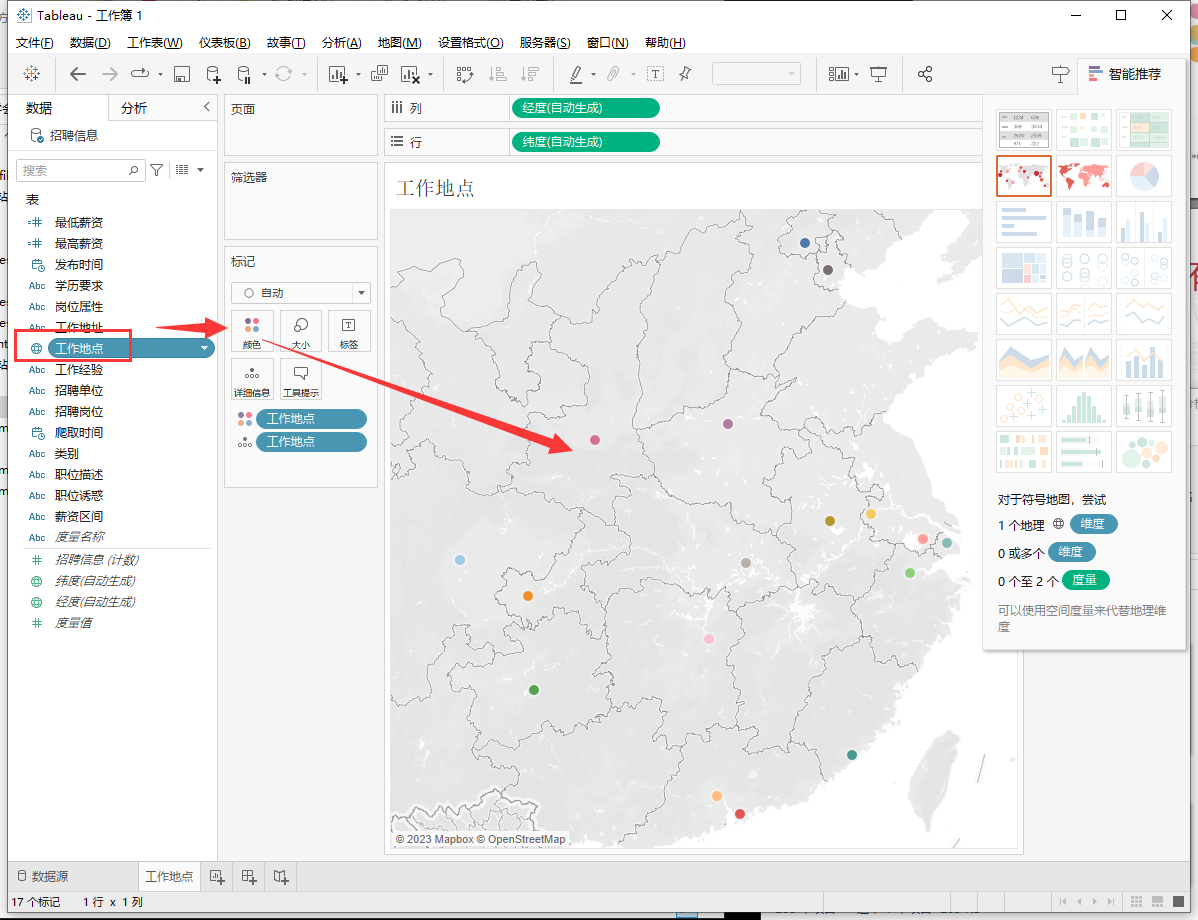 Tableau - 工作簿 1
文件(F) 数据(D) 工作表(W) 仪表板(B) 故事(T) 分析(A) 地图(M) 设置格式(O) 服务器(S) 窗口(N) 帮助(H)
智能推荐
数据 分析
招聘信息
搜索
表
最低薪资
最高薪资
发布时间
Abc 学历要求
Abc 岗位属性
Abc 工作地址
工作地点
Abc 工作经验
Abc 招聘单位
Abc 招聘岗位
爬取时间
Abc 类别
Abc 职位描述
Abc 职位诱惑
Abc 薪资区间
Abc 度量名称
招聘信息 (计数)
纬度(自动生成)
经度(自动生成)
度量值
页面
筛选器
标记
自动
颜色 大小 标签
详细信息 工具提示
工作地点
工作地点
列 经度(自动生成)
行 纬度(自动生成)
工作地点
© 2023 Mapbox © OpenStreetMap
对于符号地图，尝试
1 个地理 维度
0 或多个 维度
0 个至 2 个 度量
可以使用空间度量来代替地理维
度
数据源 工作地点
17 个标记 1 行 x 1 列